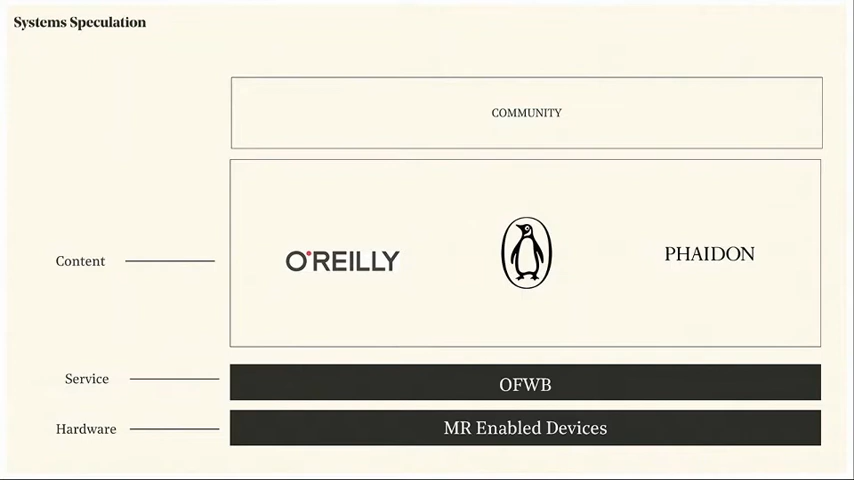 Systems Speculation
COMMUNITY
Content
O'REILLY
PHAIDON
Service
OFWB
Hardware
MR Enabled Devices